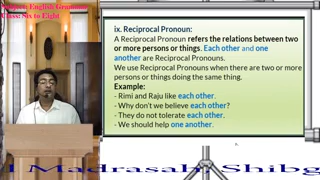 English Grammar
Class: Six to Eight
ix. Reciprocal Pronoun:
A Reciprocal Pronoun refers the relations between two
or more persons or things. Each other and one
another are Reciprocal Pronouns.
We use Reciprocal Pronouns when there are two or more
persons or things doing the same thing.
Example:
- Rimi and Raju like each other.
- Why don't we believe each other?
- They do not tolerate each other.
- We should help one another.
l Madrasah, Shibg